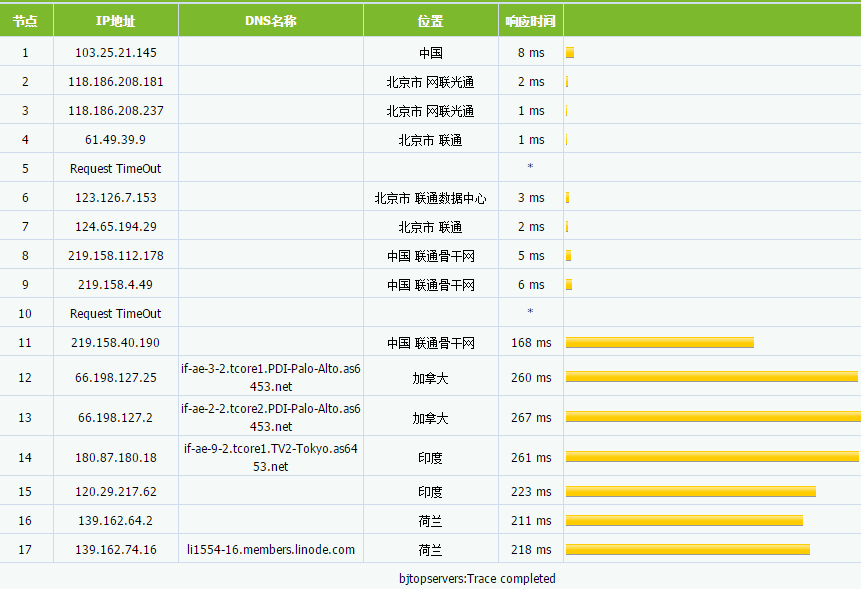 节点 IP地址 DNS名称 位置 响应时间
1 103.25.21.145 中国 8 ms
2 118.186.208.181 北京市 网联光通 2 ms
3 118.186.208.237 北京市 网联光通 1 ms
4 61.49.39.9 北京市 联通 1 ms
5 Request TimeOut *
6 123.126.7.153 北京市 联通数据中心 3 ms
7 124.65.194.29 北京市 联通 2 ms
8 219.158.112.178 中国 联通骨干网 5 ms
9 219.158.4.49 中国 联通骨干网 6 ms
10 Request TimeOut *
11 219.158.40.190 中国 联通骨干网 168 ms
12 66.198.127.25 if-ae-3-2.tcore1.PDI-Palo-Alto.as6
453.net 加拿大 260 ms
13 66.198.127.2 if-ae-2-2.tcore2.PDI-Palo-Alto.as6
453.net 加拿大 267 ms
14 180.87.180.18 if-ae-9-2.tcore1.TV2-Tokyo.as64
53.net 印度 261 ms
15 120.29.217.62 印度 223 ms
16 139.162.64.2 荷兰 211 ms
17 139.162.74.16 li1554-16.members.linode.com 荷兰 218 ms
bjtopservers:Trace completed